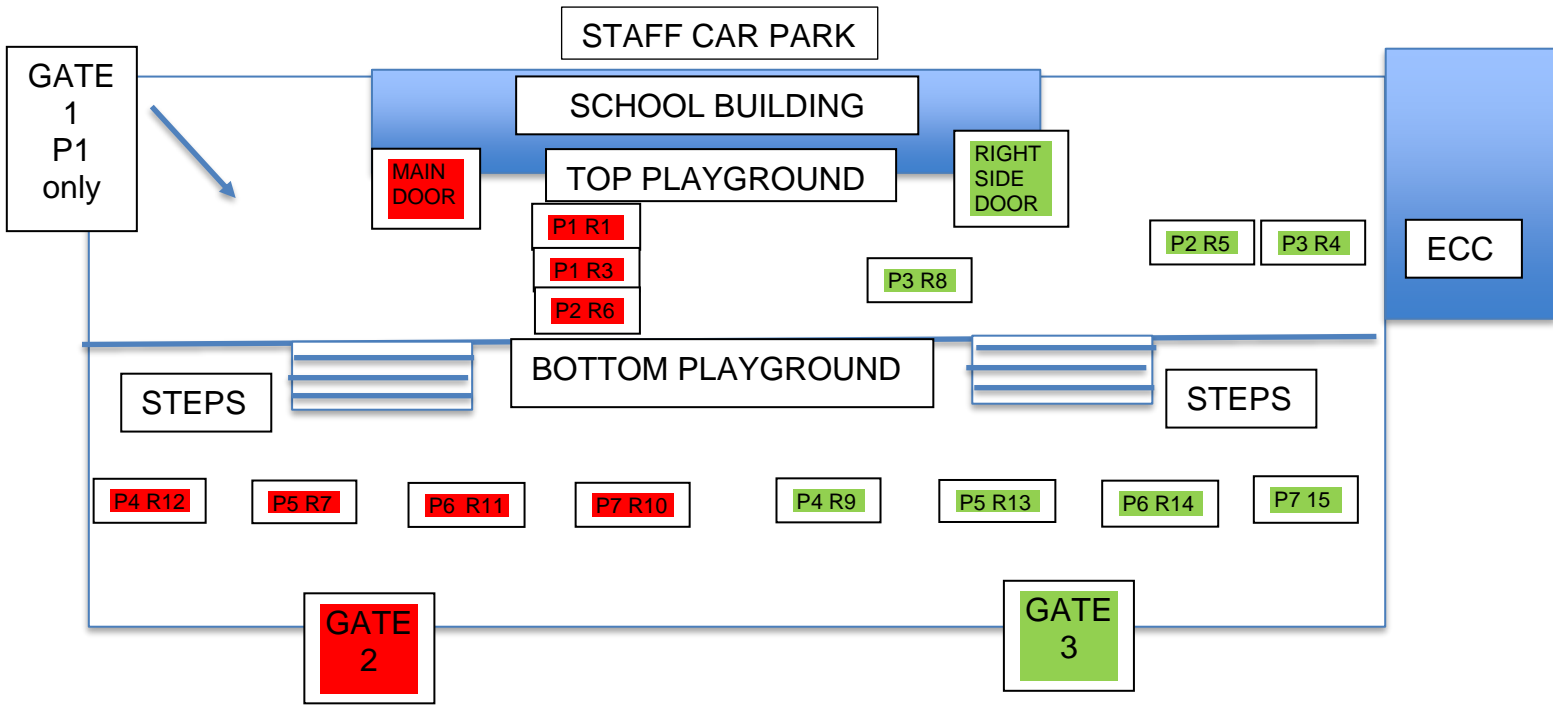 STAFF CAR PARK
GATE
1
P1
only
SCHOOL BUILDING
MAIN
DOOR
TOP PLAYGROUND
RIGHT
SIDE
DOOR
P1 R1
P1 R3
P2 R6
P3 R8
P2 R5
P3 R4
ECC
STEPS
BOTTOM PLAYGROUND
STEPS
P4 R12
P5 R7
P6 R11
P7 R10
P4 R9
P5 R13
P6 R14
P7 15
GATE
2
GATE
3